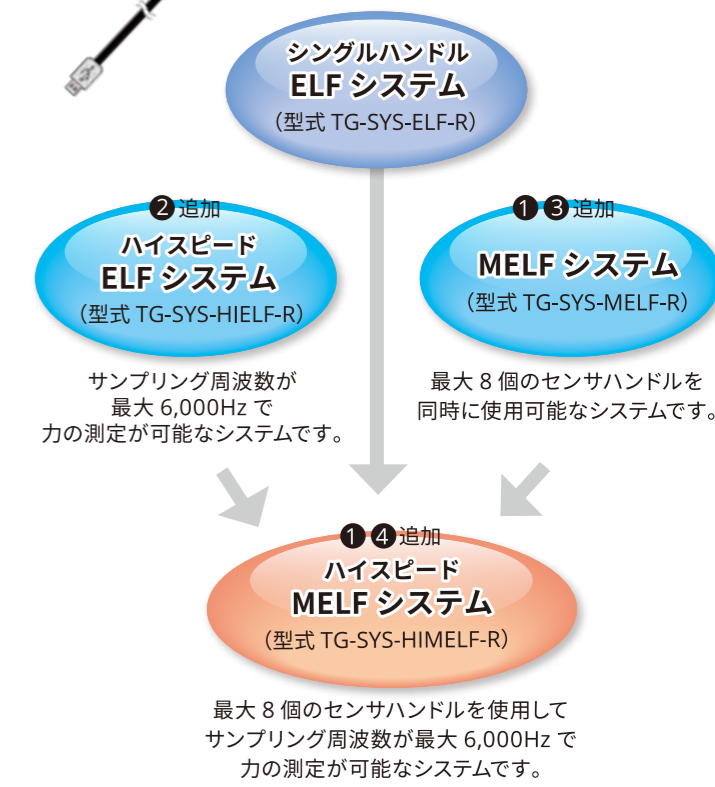 シングルハンドル
ELF システム
（型式 TG-SYS-ELF-R）
❷追加
ハイスピード
ELF システム
（型式 TG-SYS-HIELF-R）
サンプリング周波数が
最大 6,000Hz で
力の測定が可能なシステムです。
❶❸追加
MELF システム
（型式 TG-SYS-MELF-R）
最大 8 個のセンサハンドルを
同時に使用可能なシステムです。
❶❹追加
ハイスピード
MELF システム
（型式 TG-SYS-HIMELF-R）
最大 8 個のセンサハンドルを使用して
サンプリング周波数が最大 6,000Hz で
力の測定が可能なシステムです。